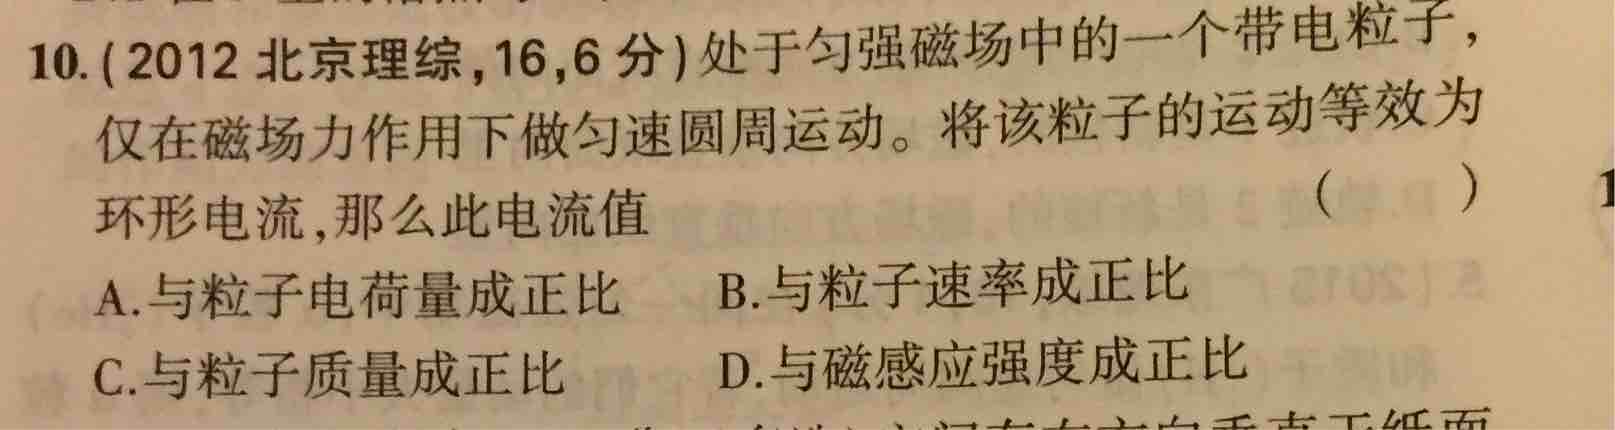 10.(2012 北京理综,16,6 分)处于匀强磁场中的一个带电粒子,
仅在磁场力作用下做匀速圆周运动。将该粒子的运动等效为
环形电流,那么此电流值 ( )
A.与粒子电荷量成正比 B.与粒子速率成正比
C.与粒子质量成正比 D.与磁感应强度成正比